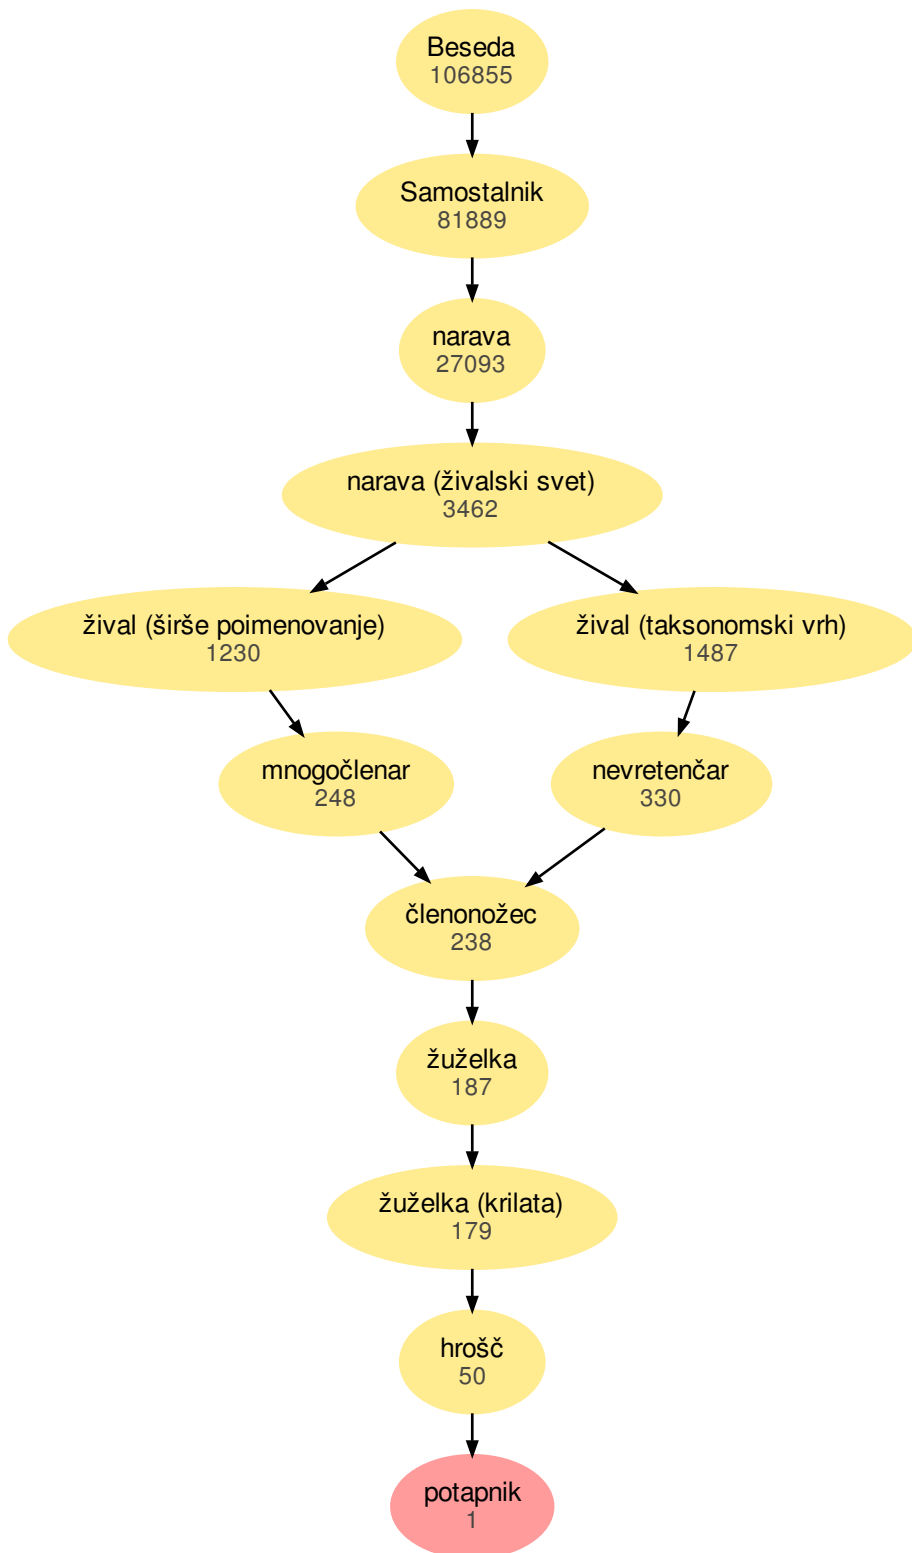 Beseda
106855
Samostalnik
81889
narava
27093
narava (živalski svet)
3462
žival (širše poimenovanje)
1230
žival (taksonomski vrh)
1487
mnogočlenar
248
nevretenčar
330
členonožec
238
žuželka
187
žuželka (krilata)
179
hrošč
50
potapnik
1